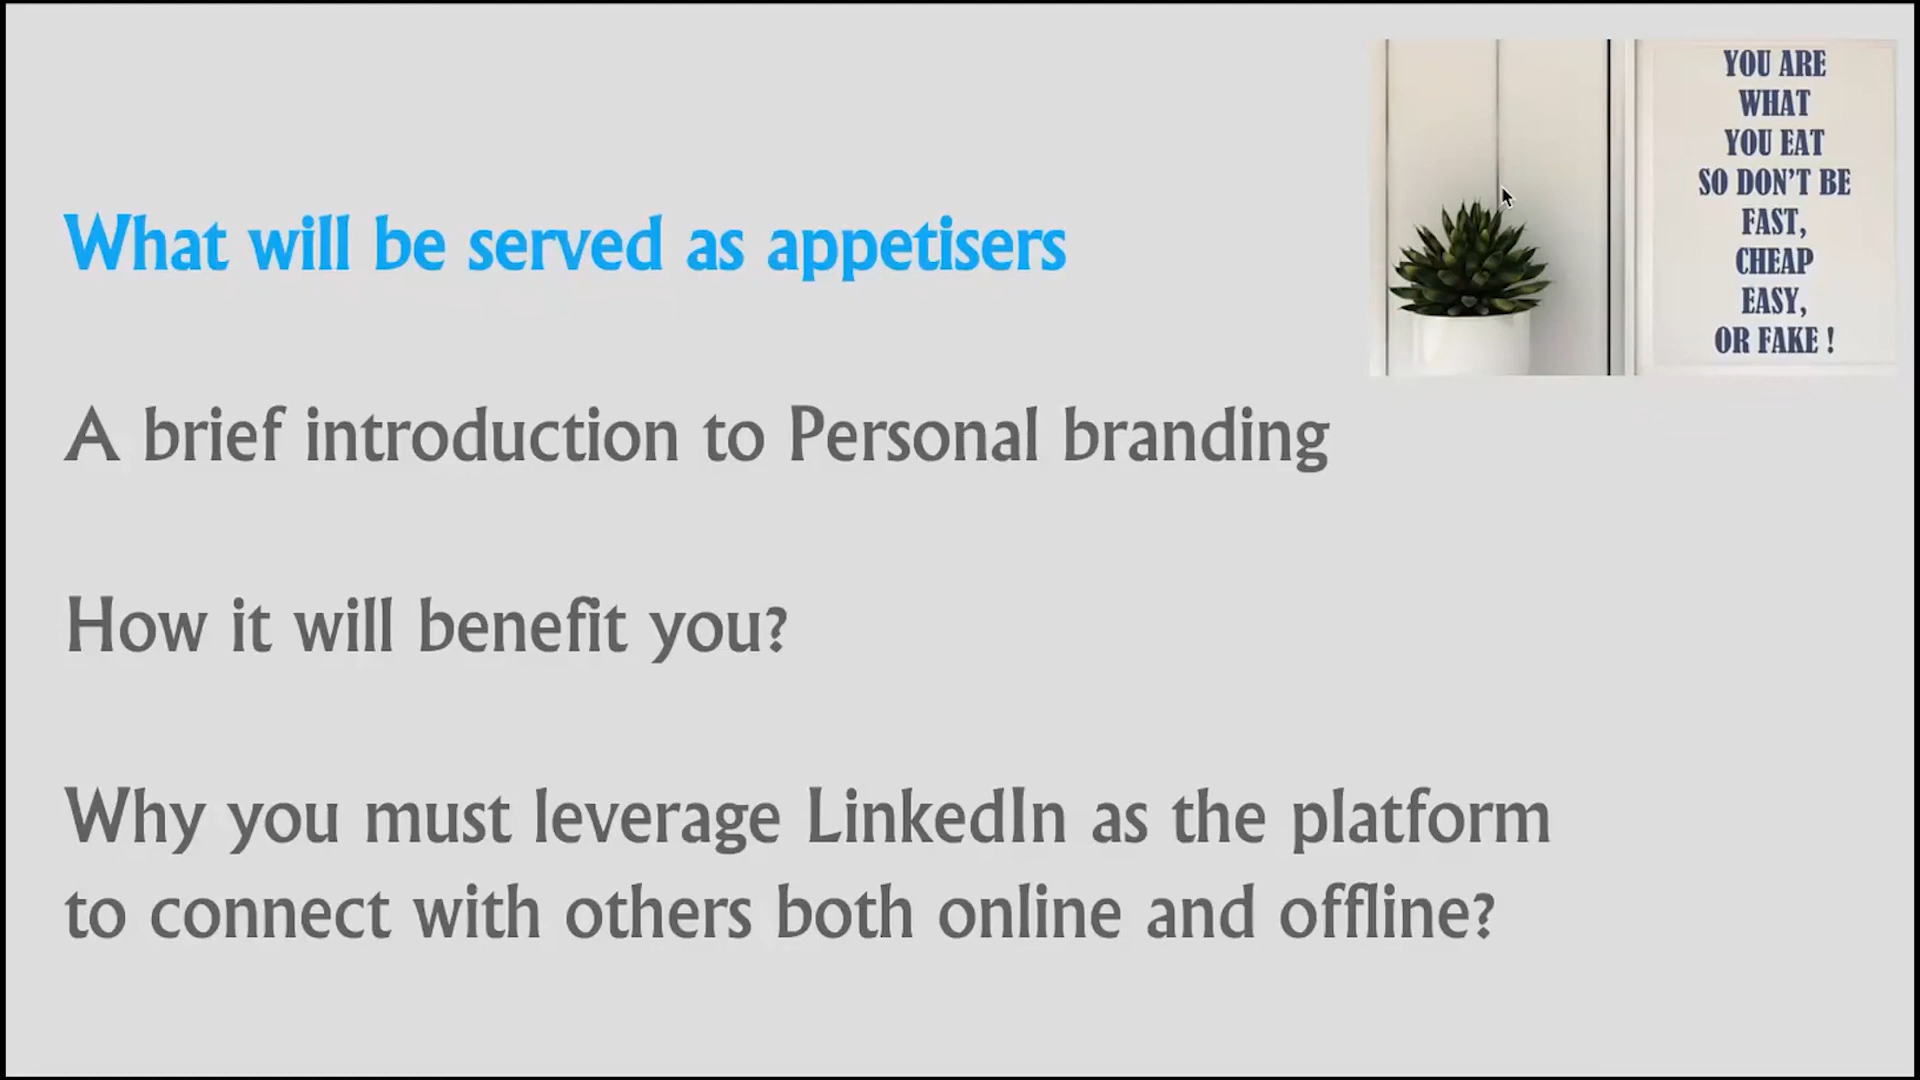 What will be served as appetisers
A brief introduction to Personal branding
How it will benefit you?
Why you must leverage LinkedIn as the platform
to connect with others both online and offline?
YOU ARE
WHAT
YOU EAT
SO DON'T BE
FAST,
CHEAP
EASY,
OR FAKE !